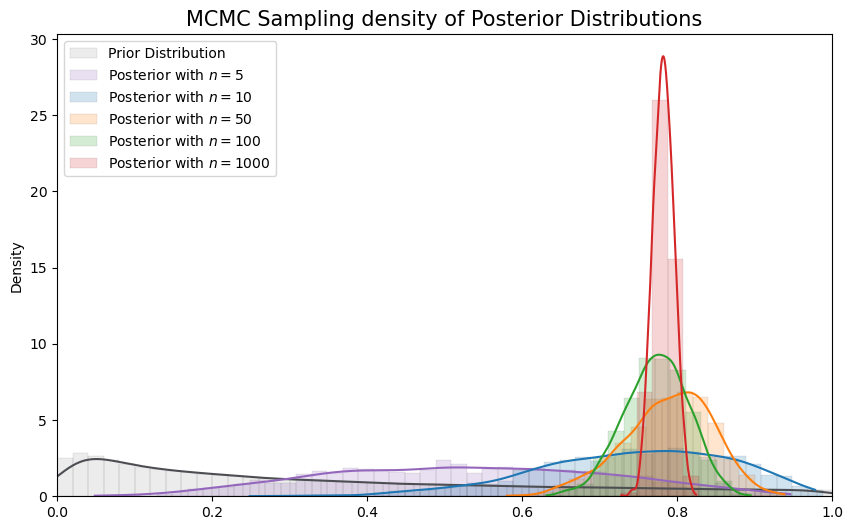 MCMC Sampling density of Posterior Distributions
Density
30
25
20
15
10
5
0
Prior Distribution
Posterior with n = 5
Posterior with n = 10
Posterior with n = 50
Posterior with n = 100
Posterior with n = 1000
0.0 0.2 0.4 0.6 0.8 1.0